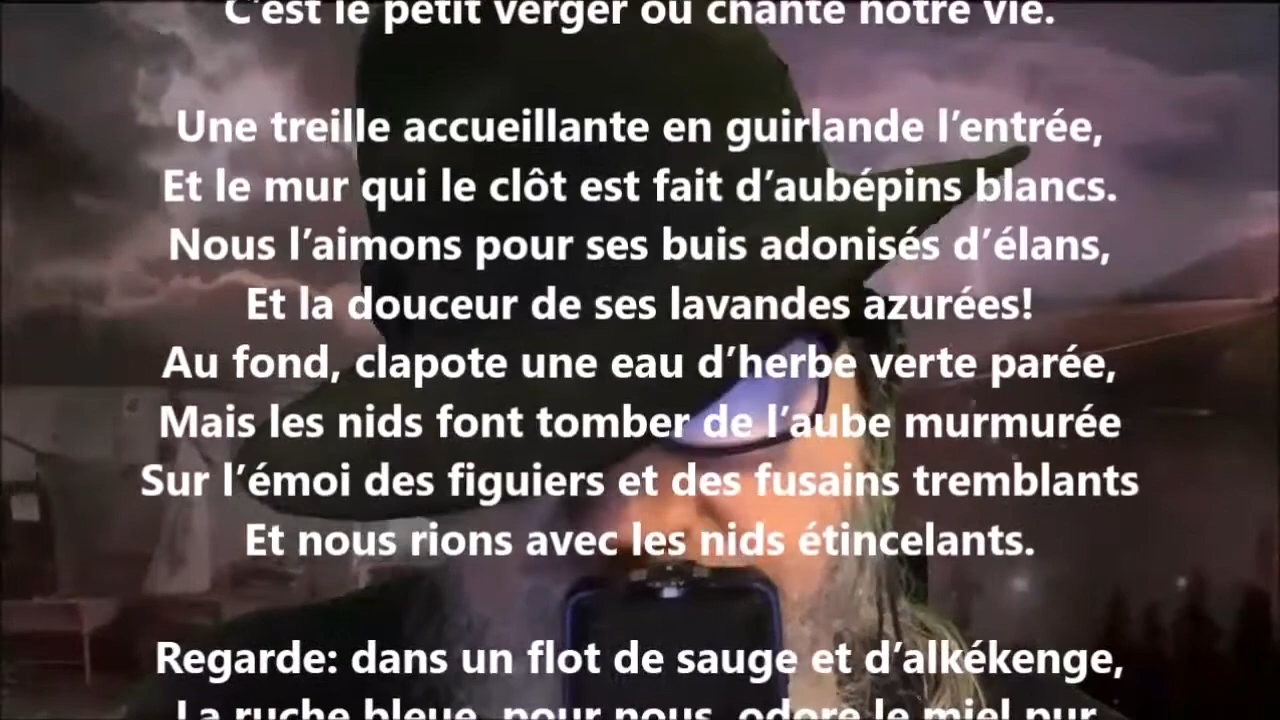 C'est le petit verger où chante notre vie.
Une treille accueillante en guirlande l'entrée,
Et le mur qui le clôt est fait d'aubépins blancs.
Nous l'aimons pour ses buis adonisés d'élans,
Et la douceur de ses lavandes azurées!
Au fond, clapote une eau d'herbe verte parée,
Mais les nids font tomber de l'aube murmurée
Sur l'émoi des figuiers et des fusains tremblants
Et nous rions avec les nids étincelants.
Regarde: dans un flot de sauge et d'alkékenge,
La ruche bleue, pour nous, odore le miel pur